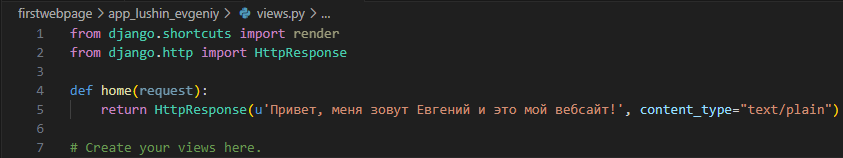 firstwebpage > app_lushin_evgeniy > views.py > ...
1 from django.shortcuts import render
2 from django.http import HttpResponse
3
4 def home(request):
5     return HttpResponse(u'Привет, меня зовут Евгений и это мой вебсайт!', content_type="text/plain")
6
7 # Create your views here.